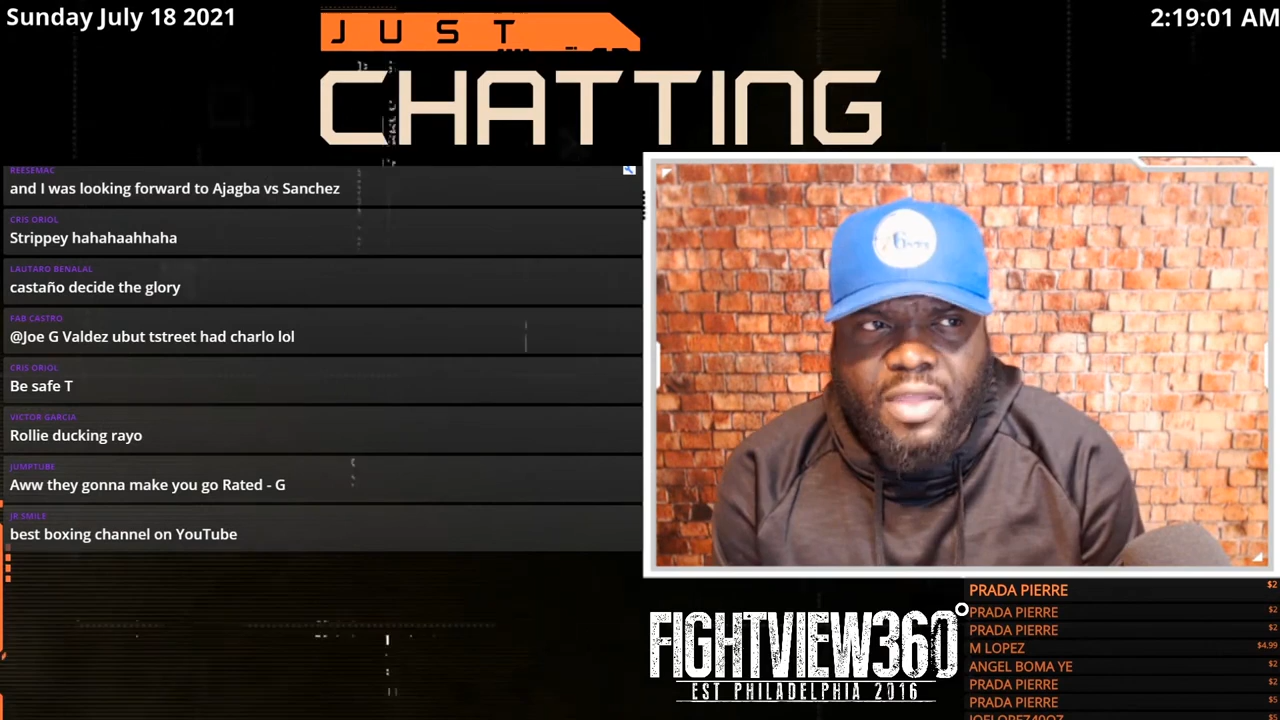 Sunday July 18 2021
2:19:01 AM
JUST
CHATTING
REESEMAC
and I was looking forward to Ajagba vs Sanchez
CRIS ORIOL
Strippey hahahaahhaha
LAUTARO BENALAL
castaño decide the glory
FAB CASTRO
@Joe G Valdez ubut tstreet had charlo lol
CRIS ORIOL
Be safe T
VICTOR GARCIA
Rollie ducking rayo
JUMPTUBE
Aww they gonna make you go Rated - G
JR SMILE
best boxing channel on YouTube
FIGHTVIEW360°
EST PHILADELPHIA 2016
PRADA PIERRE $2
PRADA PIERRE $2
PRADA PIERRE $2
M LOPEZ $4.99
ANGEL BOMA YE $2
PRADA PIERRE $2
PRADA PIERRE $5